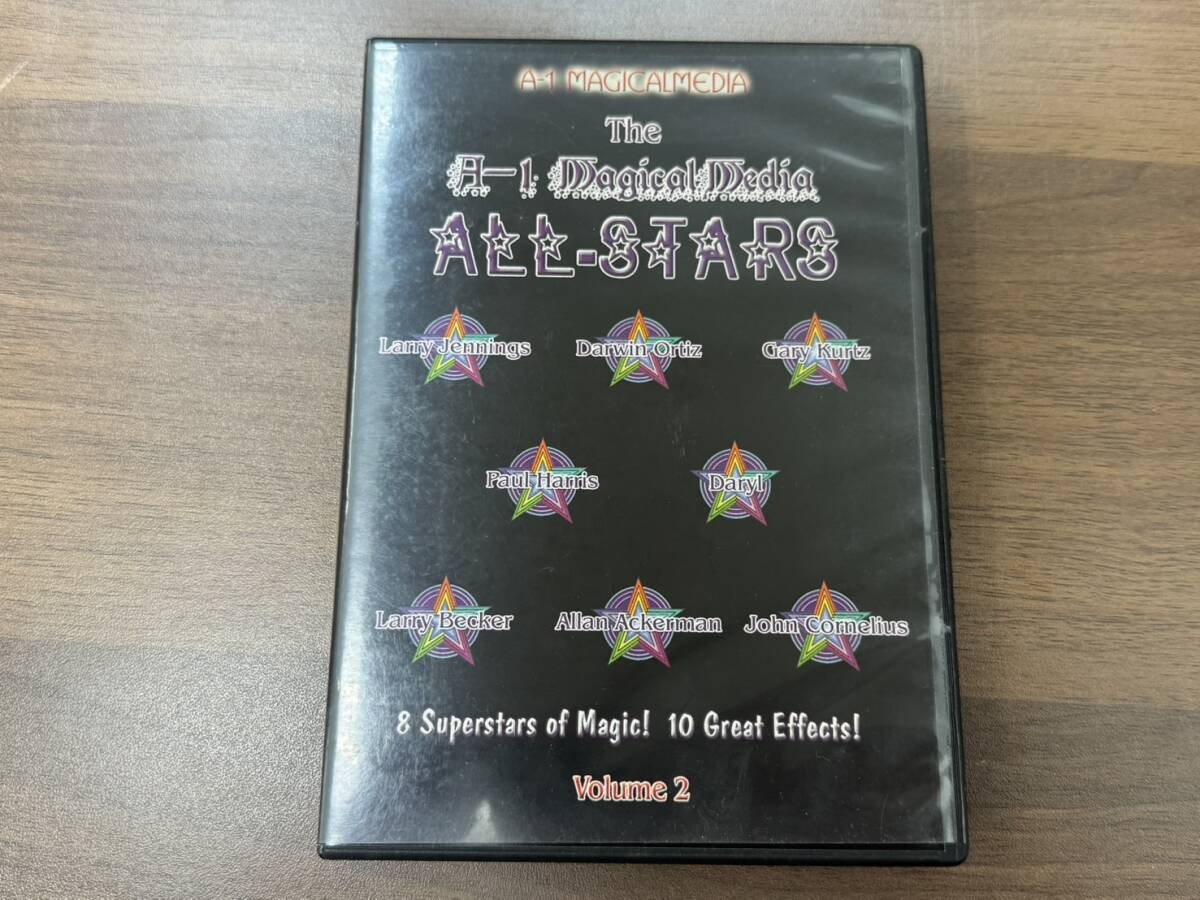 A-1 MAGICALMEDIA
The
A-1 MagicalMedia
ALL-STARS
Larry Jennings
Darwin Ortiz
Gary Kurtz
Paul Harris
Daryl
Larry Becker
Allan Ackerman
John Cornelius
8 Superstars of Magic! 10 Great Effects!
Volume 2